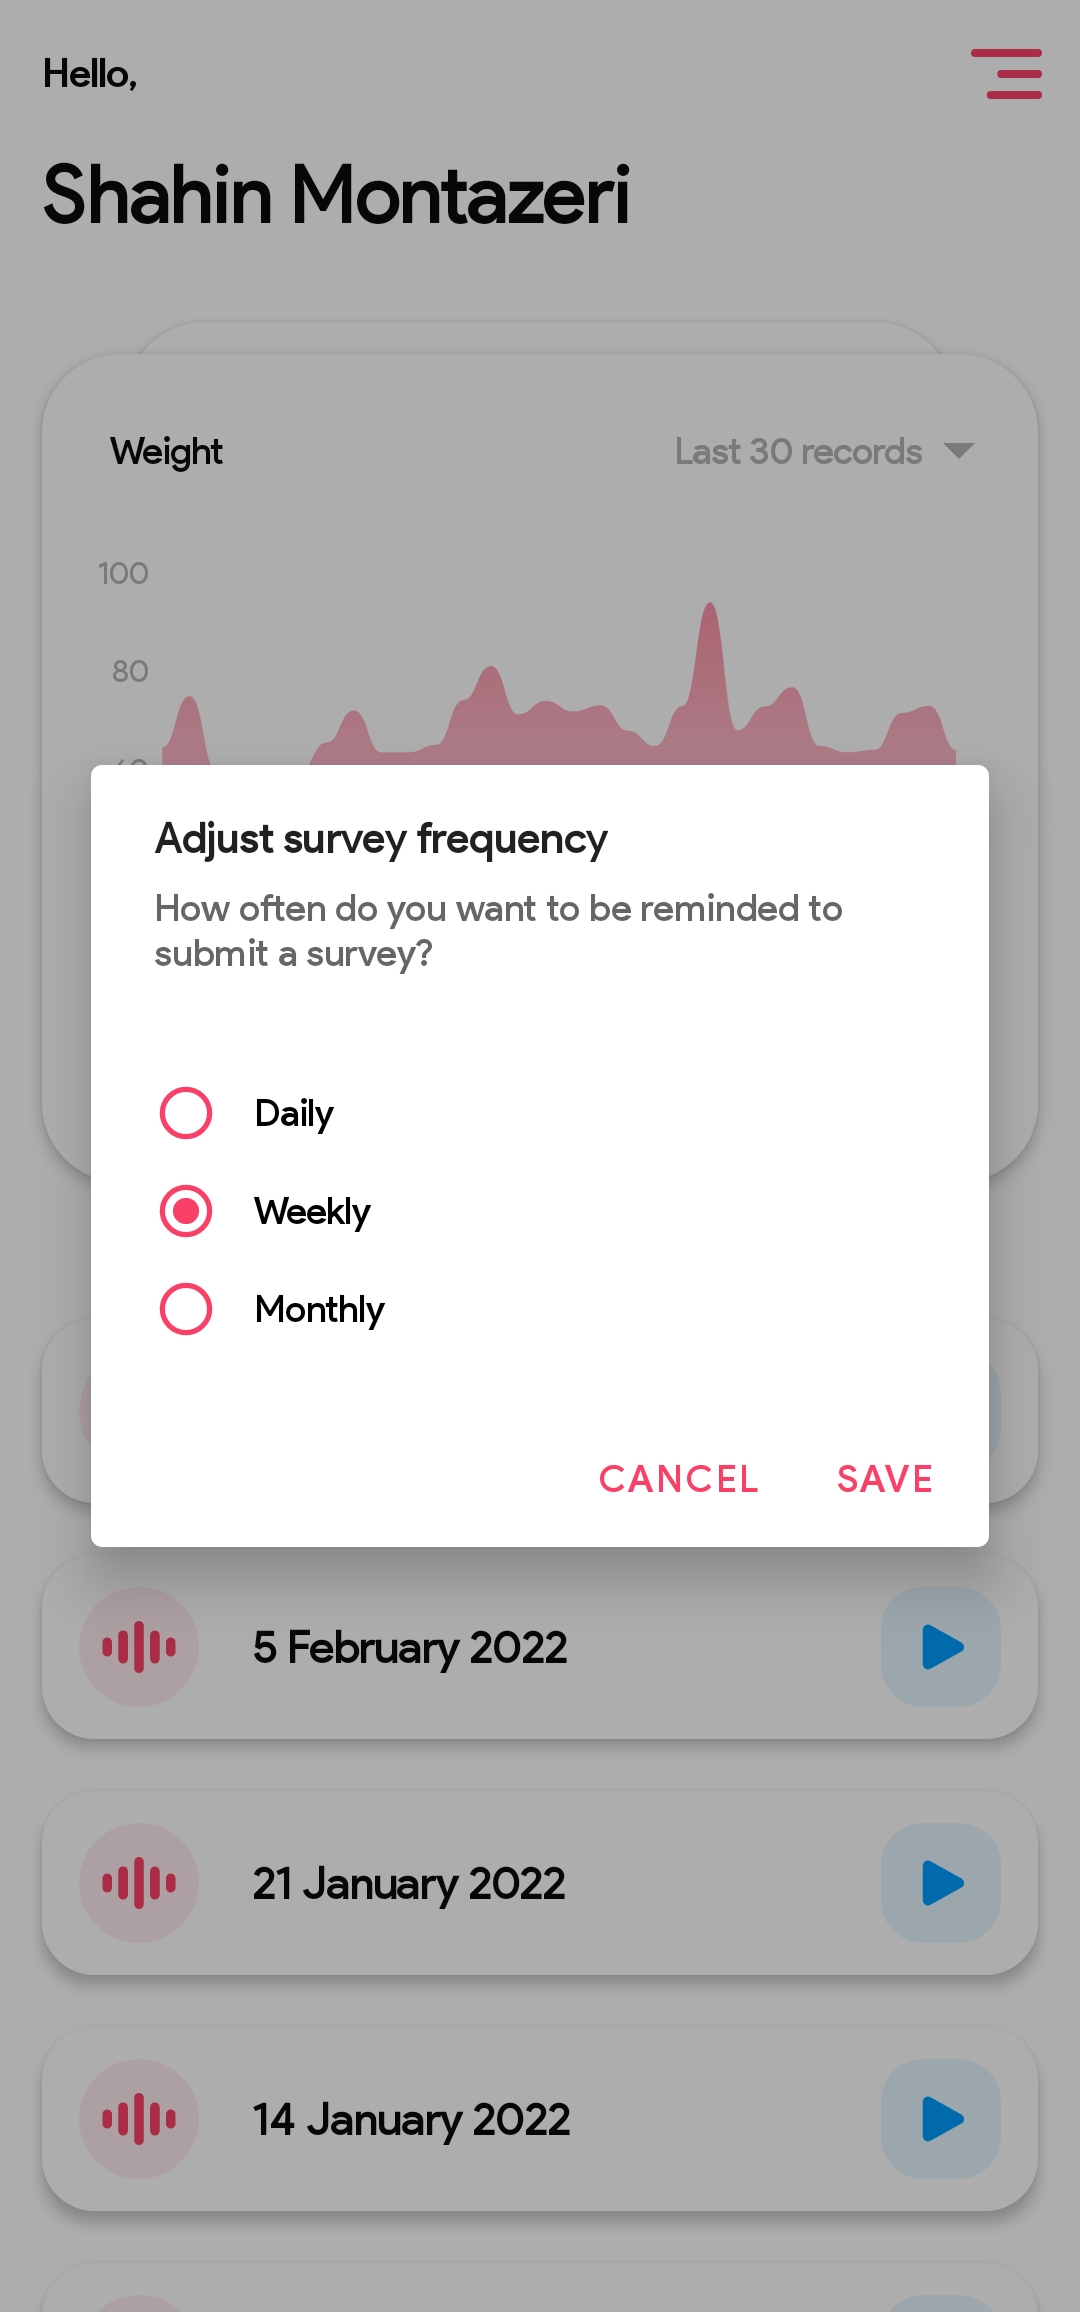 Hello,
Shahin Montazeri
Weight
Last 30 records
100
80
Adjust survey frequency
How often do you want to be reminded to
submit a survey?
Daily
Weekly
Monthly
CANCEL
SAVE
5 February 2022
21 January 2022
14 January 2022